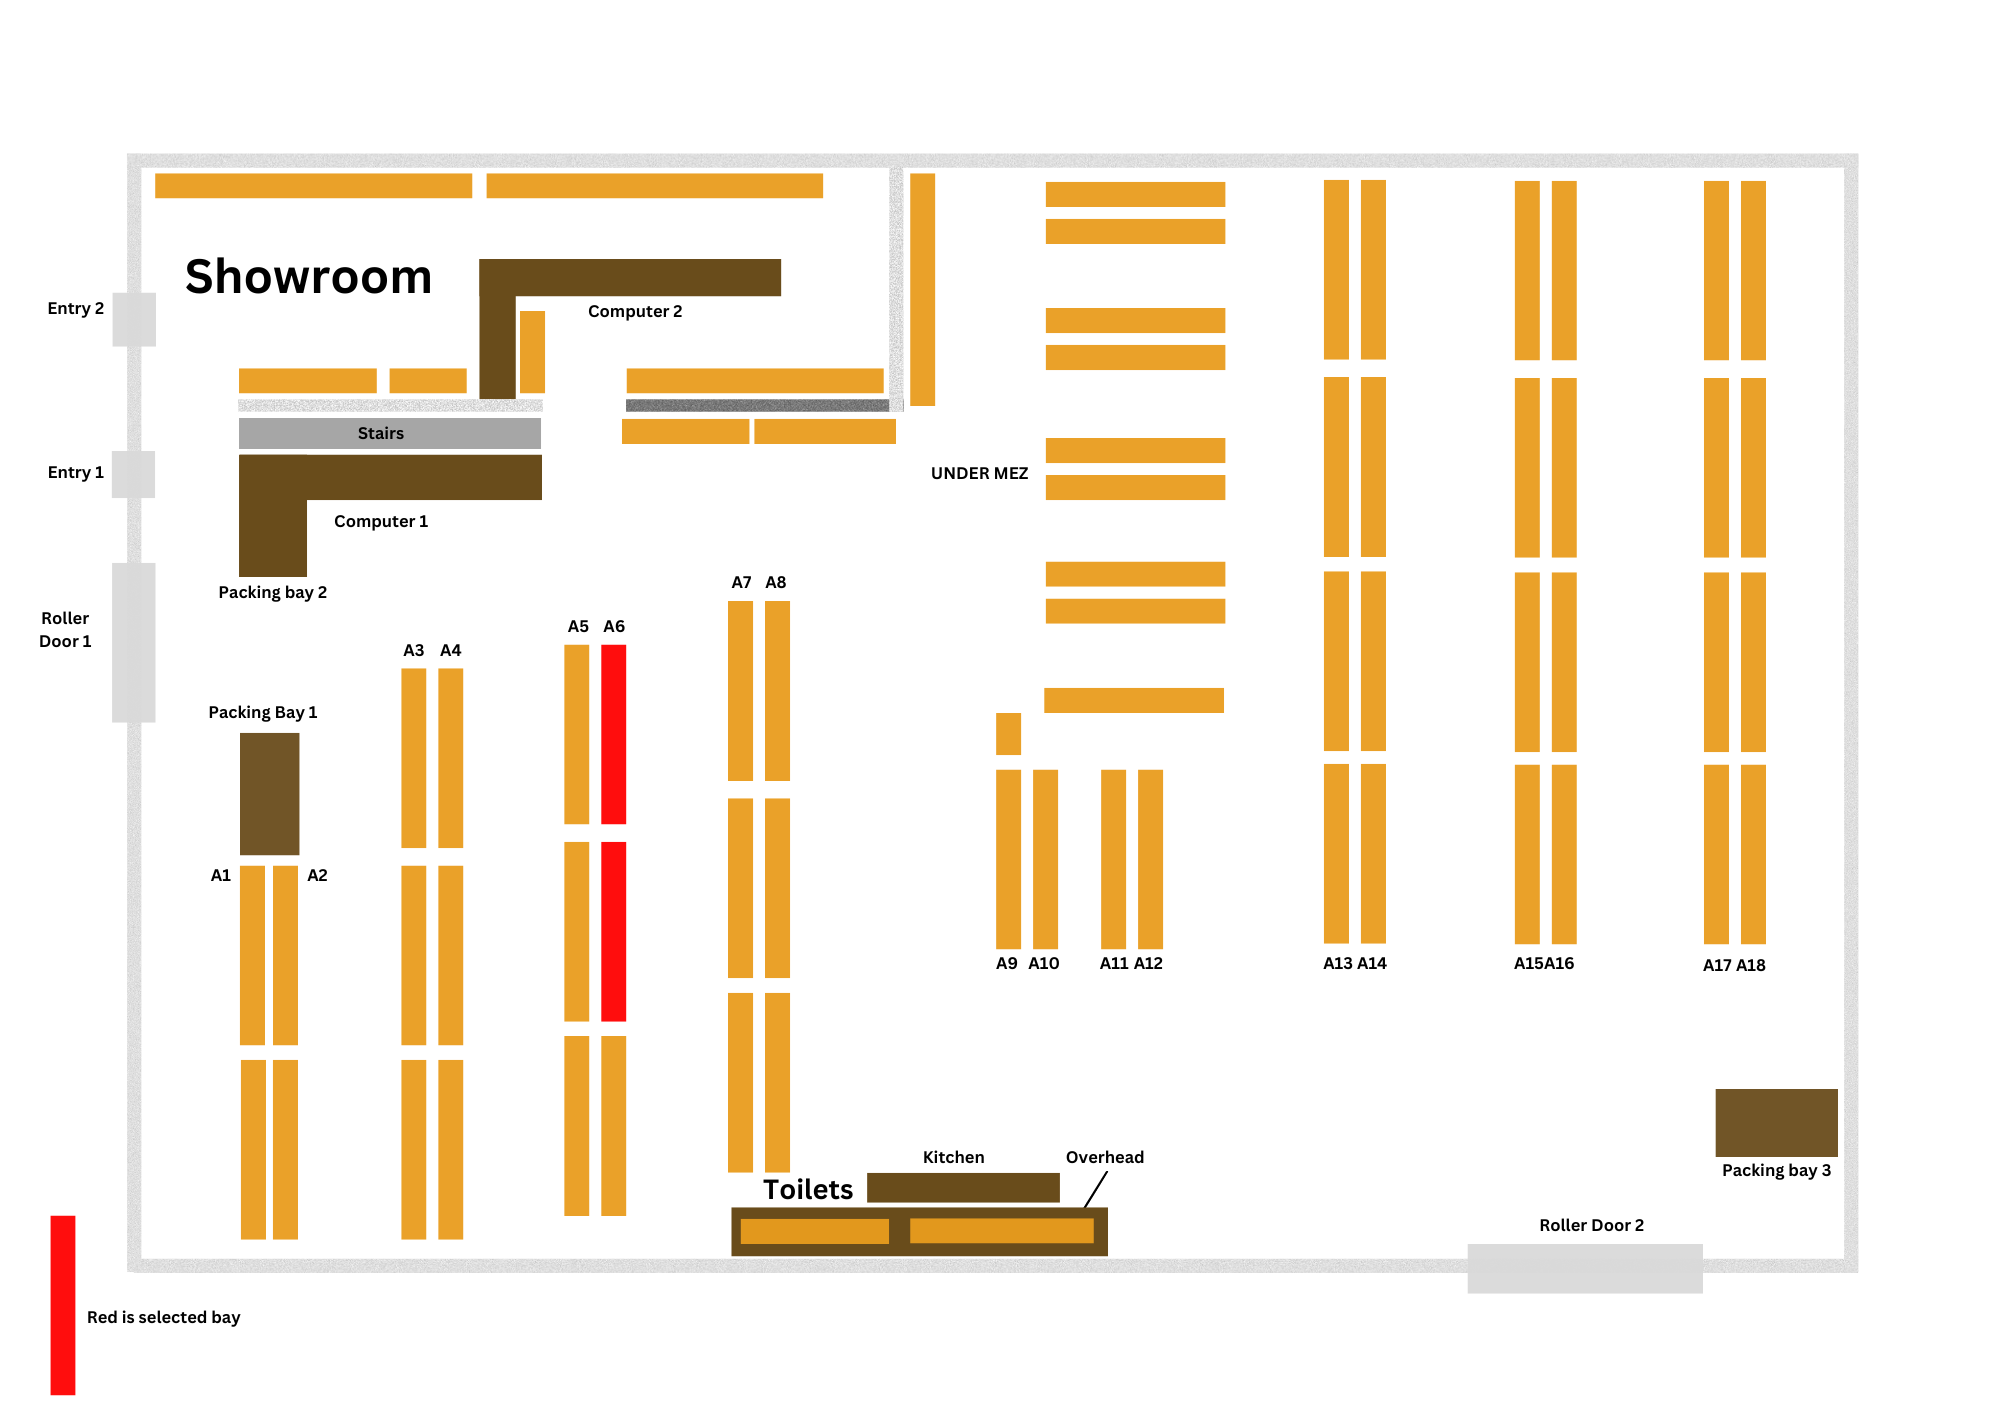 Showroom
Entry 2
Computer 2
Stairs
Entry 1
UNDER MEZ
Computer 1
Packing bay 2
A7 A8
Roller
Door 1
A5 A6
A3 A4
Packing Bay 1
A1 A2
A9 A10 A11 A12 A13 A14 A15 A16 A17 A18
Kitchen
Overhead
Packing bay 3
Toilets
Roller Door 2
Red is selected bay